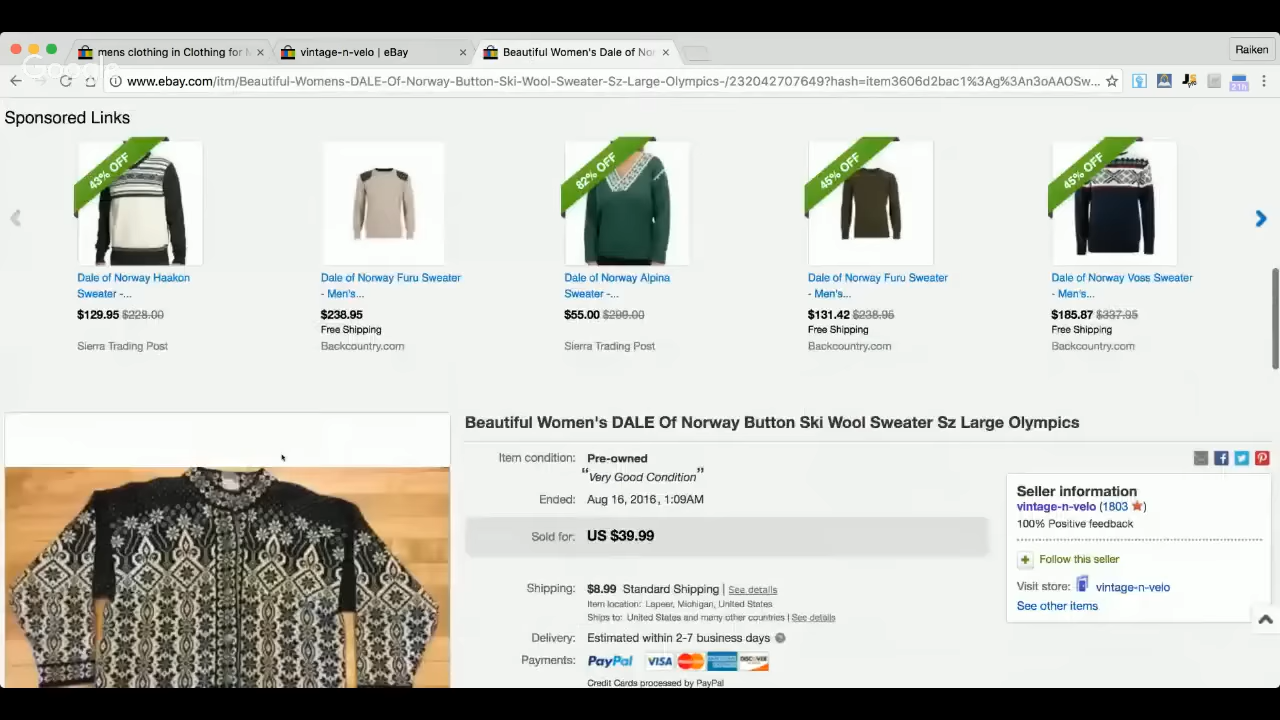 mens clothing in Clothing for M
vintage-n-velo | eBay
Beautiful Women's Dale of Nor
Raiken
Google
www.ebay.com/itm/Beautiful-Womens-DALE-Of-Norway-Button-Ski-Wool-Sweater-Sz-Large-Olympics-/232042707649?hash=item3606d2bac1%3Ag%3An3oAAOSw...
21h
Sponsored Links
43% OFF
82% OFF
45% OFF
45% OFF
Dale of Norway Haakon
Sweater -...
$129.95 $228.00
Sierra Trading Post
Dale of Norway Furu Sweater
- Men's...
$238.95
Free Shipping
Backcountry.com
Dale of Norway Alpina
Sweater -...
$55.00 $299.00
Sierra Trading Post
Dale of Norway Furu Sweater
- Men's...
$131.42 $238.95
Free Shipping
Backcountry.com
Dale of Norway Voss Sweater
- Men's...
$185.87 $337.95
Free Shipping
Backcountry.com
Beautiful Women's DALE Of Norway Button Ski Wool Sweater Sz Large Olympics
Item condition: Pre-owned
“Very Good Condition”
Ended: Aug 16, 2016 , 1:09AM
Sold for: US $39.99
Shipping: $8.99 Standard Shipping | See details
Item location: Lapeer, Michigan, United States
Ships to: United States and many other countries | See details
Delivery: Estimated within 2-7 business days
Payments: PayPal VISA MasterCard DISCOVER
Credit Cards processed by PayPal
Seller information
vintage-n-velo (1803 )
100% Positive feedback
Follow this seller
Visit store: vintage-n-velo
See other items